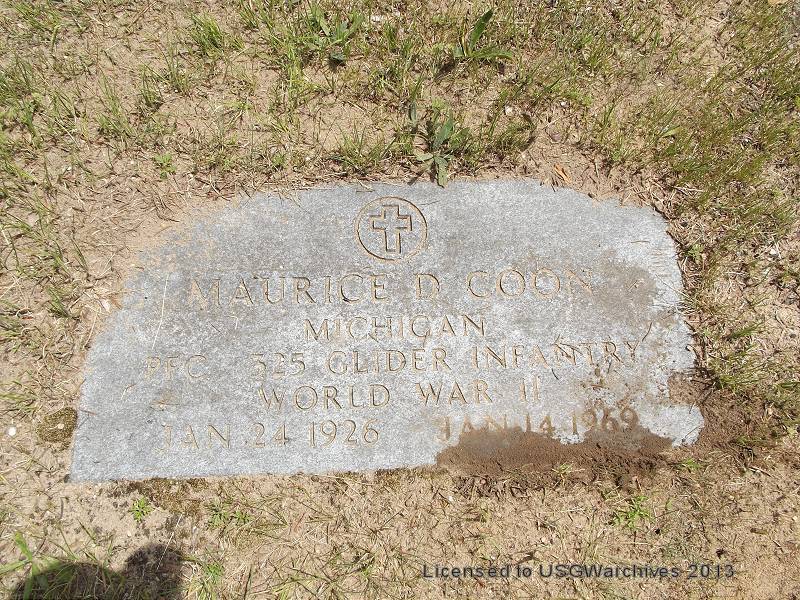 MAURICE D COON
MICHIGAN
PFC 325 GLIDER INFANTRY
WORLD WAR II
JAN 24 1926 JAN 14 1969
Licensed to USGWarchives 2013